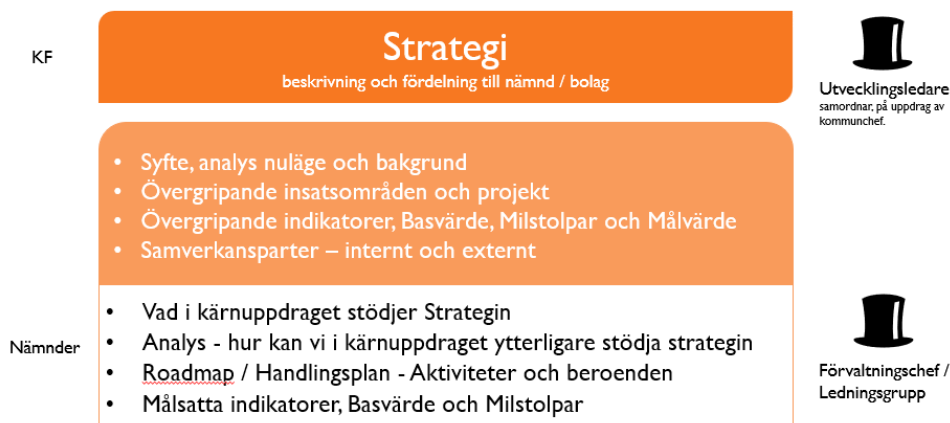 KF
Strategi
beskrivning och fördelning till nämnd / bolag
Utvecklingsledare
samordnar, på uppdrag av
kommunchef.
• Syfte, analys nuläge och bakgrund
• Övergripande insatsområden och projekt
• Övergripande indikatorer, Basvärde, Milstolpar och Målvärde
• Samverkansparter – internt och externt
Nämnder
• Vad i kärnuppdraget stödjer Strategin
• Analys - hur kan vi i kärnuppdraget ytterligare stödja strategin
• Roadmap / Handlingsplan - Aktiviteter och beroenden
• Målsatta indikatorer, Basvärde och Milstolpar
Förvaltningschef /
Ledningsgrupp